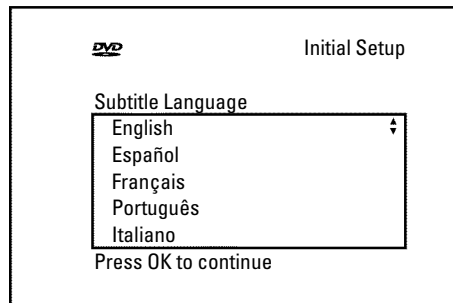 DVD
Initial Setup
Subtitle Language
English
Español
Français
Português
Italiano
Press OK to continue